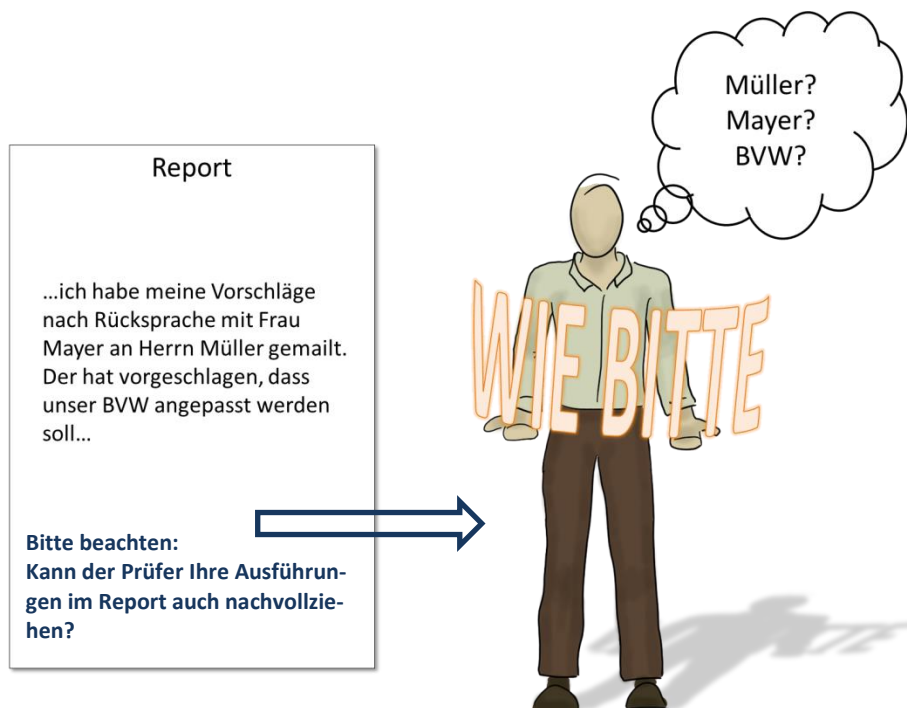 Müller?
Mayer?
BVW?
Report
...ich habe meine Vorschläge
nach Rücksprache mit Frau
Mayer an Herrn Müller gemailt.
Der hat vorgeschlagen, dass
unser BVW angepasst werden
soll...
Bitte beachten:
Kann der Prüfer Ihre Ausführun-
gen im Report auch nachvollzie-
hen?
WIE BITTE